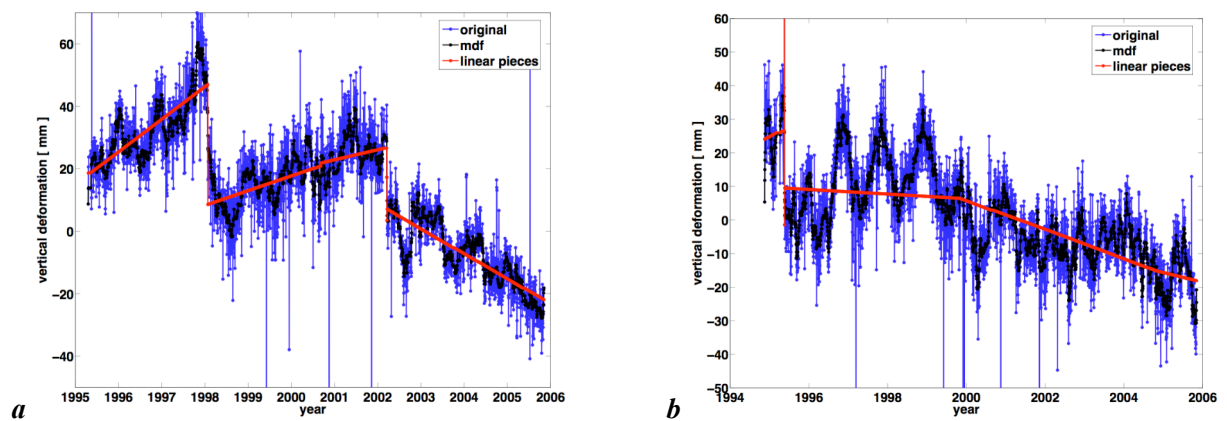 60
40
20
0
−20
−40
vertical deformation [ mm ]
1995 1996 1997 1998 1999 2000 2001 2002 2003 2004 2005 2006
year
original
mdf
linear pieces
a
60
50
40
30
20
10
0
−10
−20
−30
−40
−50
vertical deformation [ mm ]
1994 1996 1998 2000 2002 2004 2006
year
original
mdf
linear pieces
b